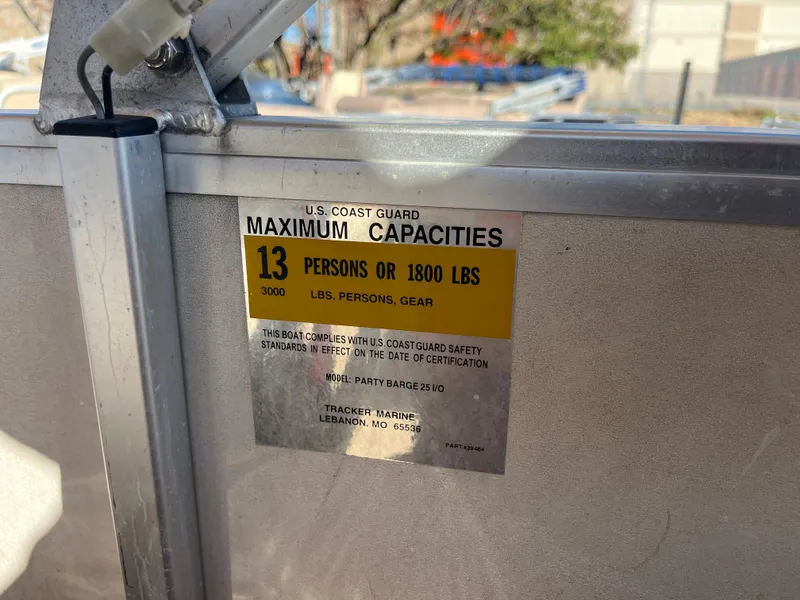 U.S. COAST GUARD
MAXIMUM CAPACITIES
13 PERSONS OR 1800 LBS
3000 LBS. PERSONS, GEAR
THIS BOAT COMPLIES WITH U.S. COAST GUARD SAFETY
STANDARDS IN EFFECT ON THE DATE OF CERTIFICATION
MODEL: PARTY BARGE 25 I/O
TRACKER MARINE
LEBANON, MO 65536